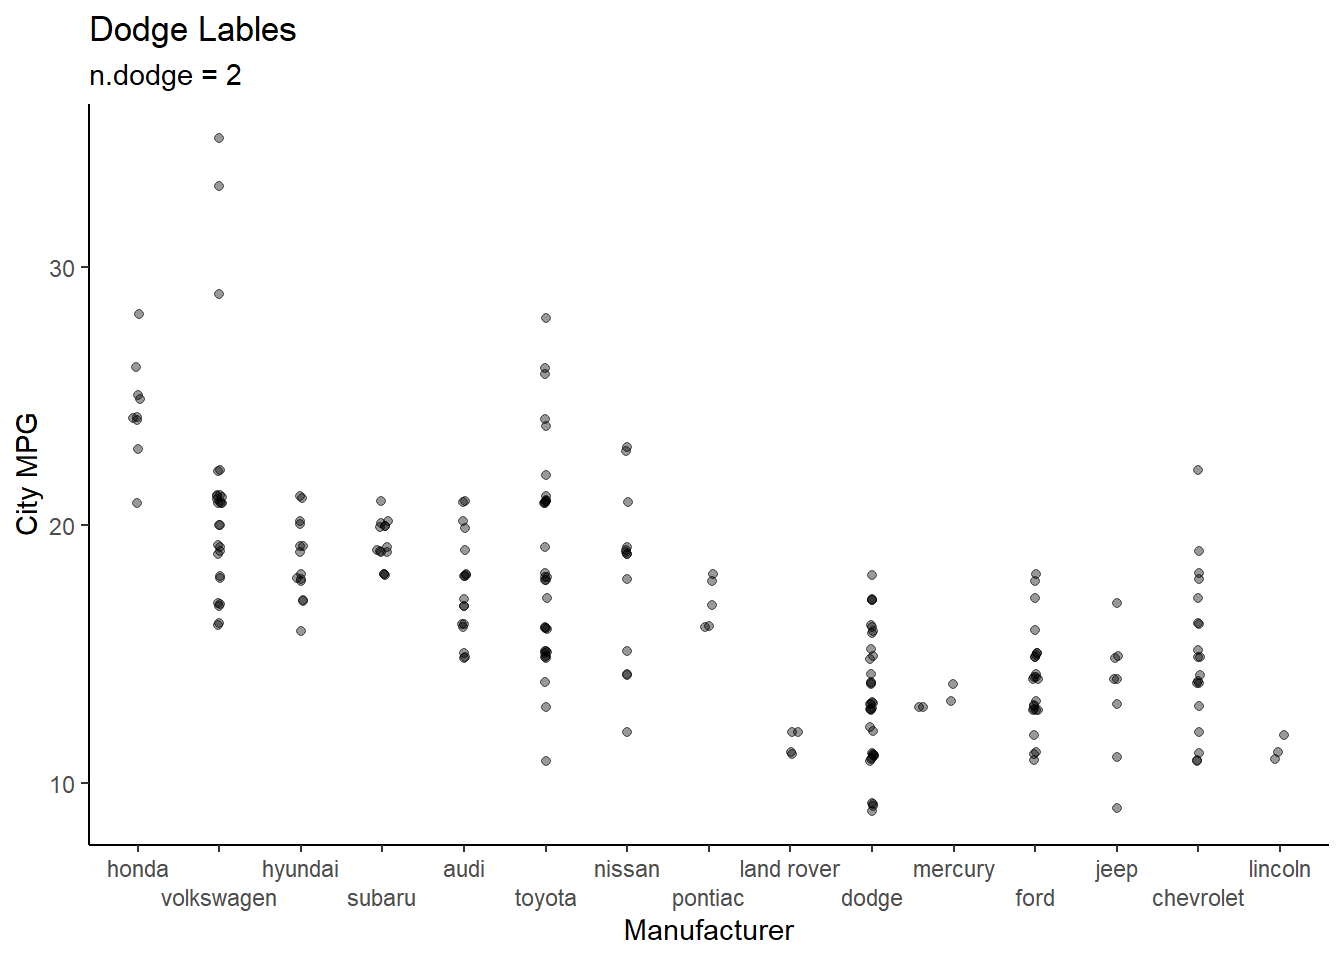 Dodge Lables
n.dodge = 2
City MPG
30
20
10
honda hyundai audi nissan land rover mercury jeep lincoln
volkswagen subaru toyota pontiac dodge ford chevrolet
Manufacturer